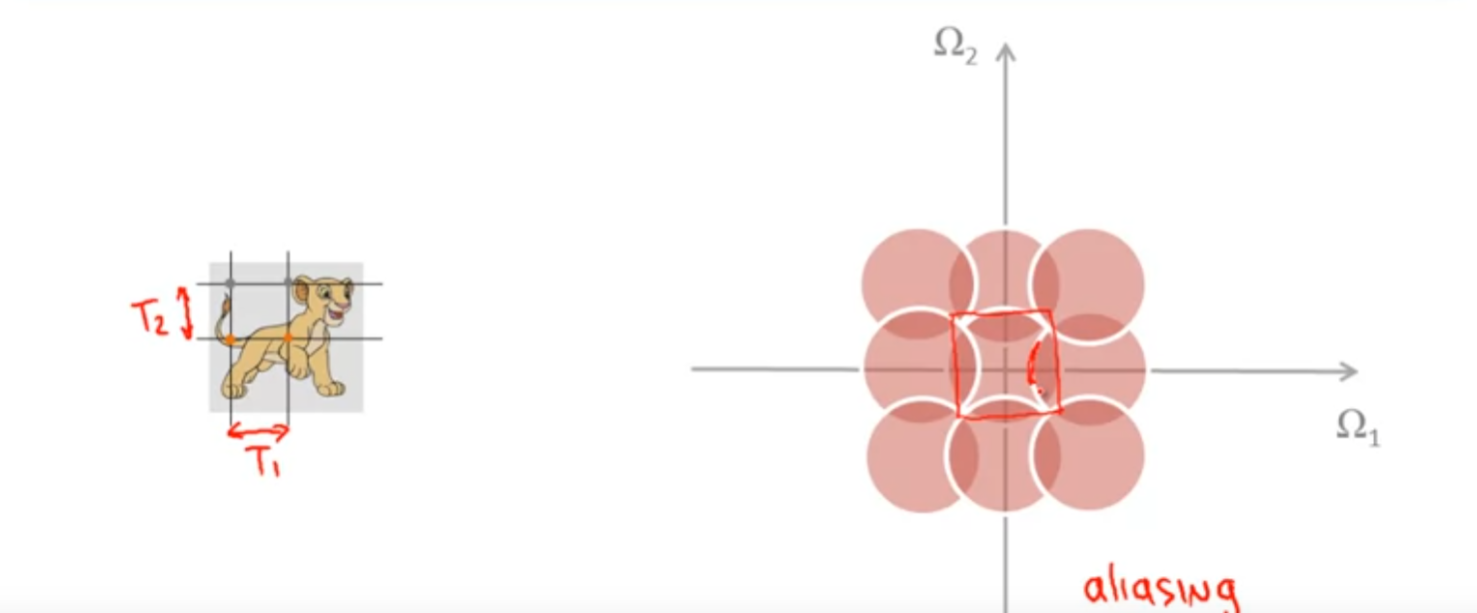 Ω₂
T₂
T₁
Ω₁
aliasing